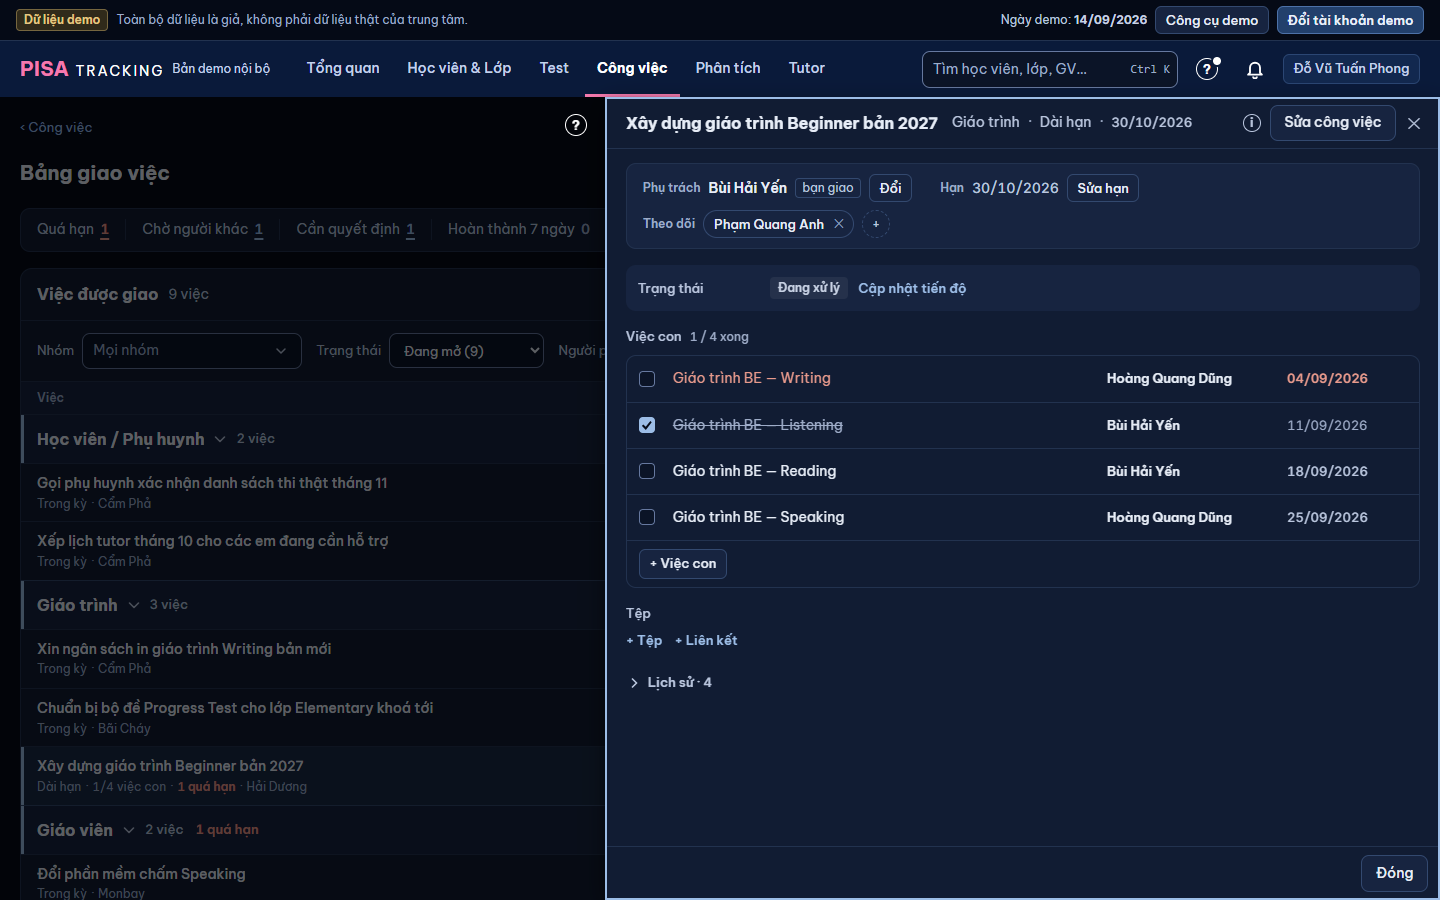 Dữ liệu demo Toàn bộ dữ liệu là giả, không phải dữ liệu thật của trung tâm. Ngày demo: 14/09/2026 Công cụ demo Đổi tài khoản demo
PISA TRACKING Bản demo nội bộ Tổng quan Học viên & Lớp Test Công việc Phân tích Tutor Tìm học viên, lớp, GV... Ctrl K ? Đỗ Vũ Tuấn Phong
‹ Công việc ?
Bảng giao việc
Quá hạn 1 Chờ người khác 1 Cần quyết định 1 Hoàn thành 7 ngày 0
Việc được giao 9 việc
Nhóm Mọi nhóm Trạng thái Đang mở (9) Người p
Việc
Học viên / Phụ huynh 2 việc
Gọi phụ huynh xác nhận danh sách thi thật tháng 11
Trong kỳ · Cẩm Phả
Xếp lịch tutor tháng 10 cho các em đang cần hỗ trợ
Trong kỳ · Cẩm Phả
Giáo trình 3 việc
Xin ngân sách in giáo trình Writing bản mới
Trong kỳ · Cẩm Phả
Chuẩn bị bộ đề Progress Test cho lớp Elementary khoá tới
Trong kỳ · Bãi Cháy
Xây dựng giáo trình Beginner bản 2027
Dài hạn · 1/4 việc con · 1 quá hạn · Hải Dương
Giáo viên 2 việc 1 quá hạn
Đổi phần mềm chấm Speaking
Trong kỳ · Monbay
Xây dựng giáo trình Beginner bản 2027 Giáo trình · Dài hạn · 30/10/2026 Sửa công việc
Phụ trách Bùi Hải Yến bạn giao Đổi Hạn 30/10/2026 Sửa hạn
Theo dõi Phạm Quang Anh +
Trạng thái Đang xử lý Cập nhật tiến độ
Việc con 1 / 4 xong
Giáo trình BE — Writing Hoàng Quang Dũng 04/09/2026
Giáo trình BE — Listening Bùi Hải Yến 11/09/2026
Giáo trình BE — Reading Bùi Hải Yến 18/09/2026
Giáo trình BE — Speaking Hoàng Quang Dũng 25/09/2026
+ Việc con
Tệp
+ Tệp + Liên kết
Lịch sử · 4
Đóng